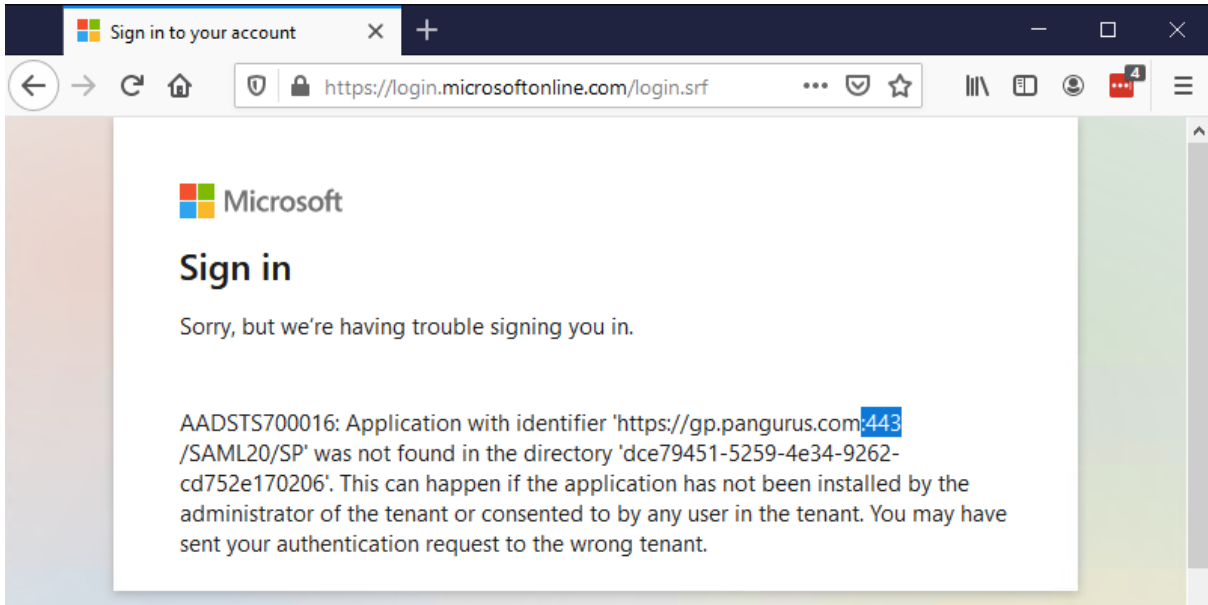 Sign in to your account
https://login.microsoftonline.com/login.srf
4
Microsoft
Sign in
Sorry, but we're having trouble signing you in.
AADSTS700016: Application with identifier 'https://gp.pangurus.com:443
/SAML20/SP' was not found in the directory 'dce79451-5259-4e34-9262-
cd752e170206'. This can happen if the application has not been installed by the
administrator of the tenant or consented to by any user in the tenant. You may have
sent your authentication request to the wrong tenant.